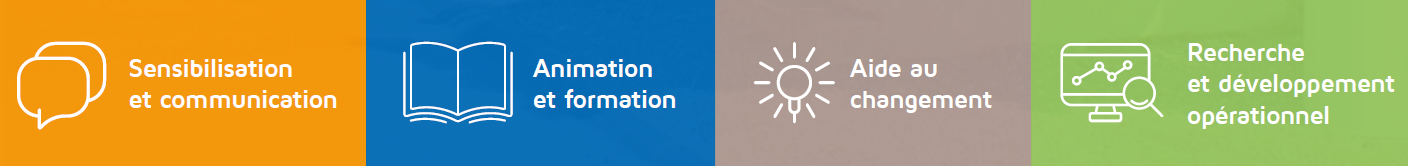 Sensibilisation
et communication
Animation
et formation
Aide au
changement
Recherche
et développement
opérationnel